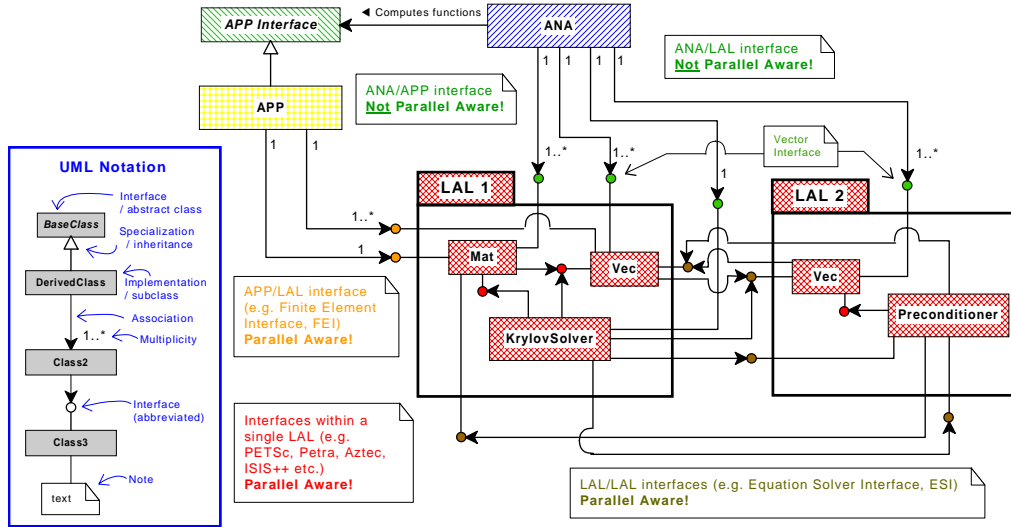 APP Interface
◄ Computes functions
ANA
1
1
1
1
1
ANA/LAL interface
Not Parallel Aware!
ANA/APP interface
Not Parallel Aware!
APP
1
1
Vector
Interface
1..*
1..*
1
1..*
LAL 1
LAL 2
1..*
1
Mat
Vec
Vec
KrylovSolver
Preconditioner
APP/LAL interface
(e.g. Finite Element
Interface, FEI)
Parallel Aware!
Interfaces within a
single LAL (e.g.
PETSc, Petra, Aztec,
ISIS++ etc.)
Parallel Aware!
LAL/LAL interfaces (e.g. Equation Solver Interface, ESI)
Parallel Aware!
UML Notation
Interface
/ abstract class
BaseClass
Specialization
/ inheritance
DerivedClass
Implementation
/ subclass
Association
1..*
Multiplicity
Class2
Interface
(abbreviated)
Class3
Note
text